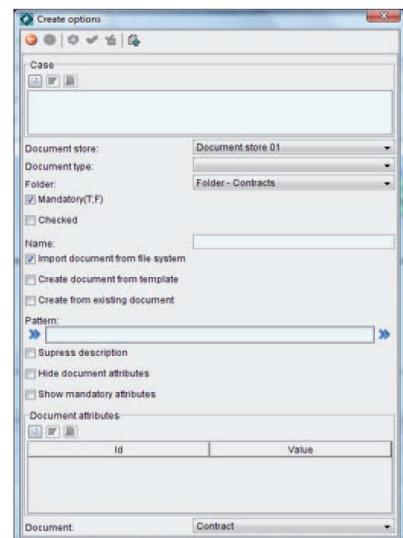 Create options
Case
Document store: Document store 01
Document type:
Folder: Folder - Contracts
Mandatory(T;F)
Checked
Name:
Import document from file system
Create document from template
Create from existing document
Pattern:
Supress description
Hide document attributes
Show mandatory attributes
Document attributes
Id Value
Document: Contract